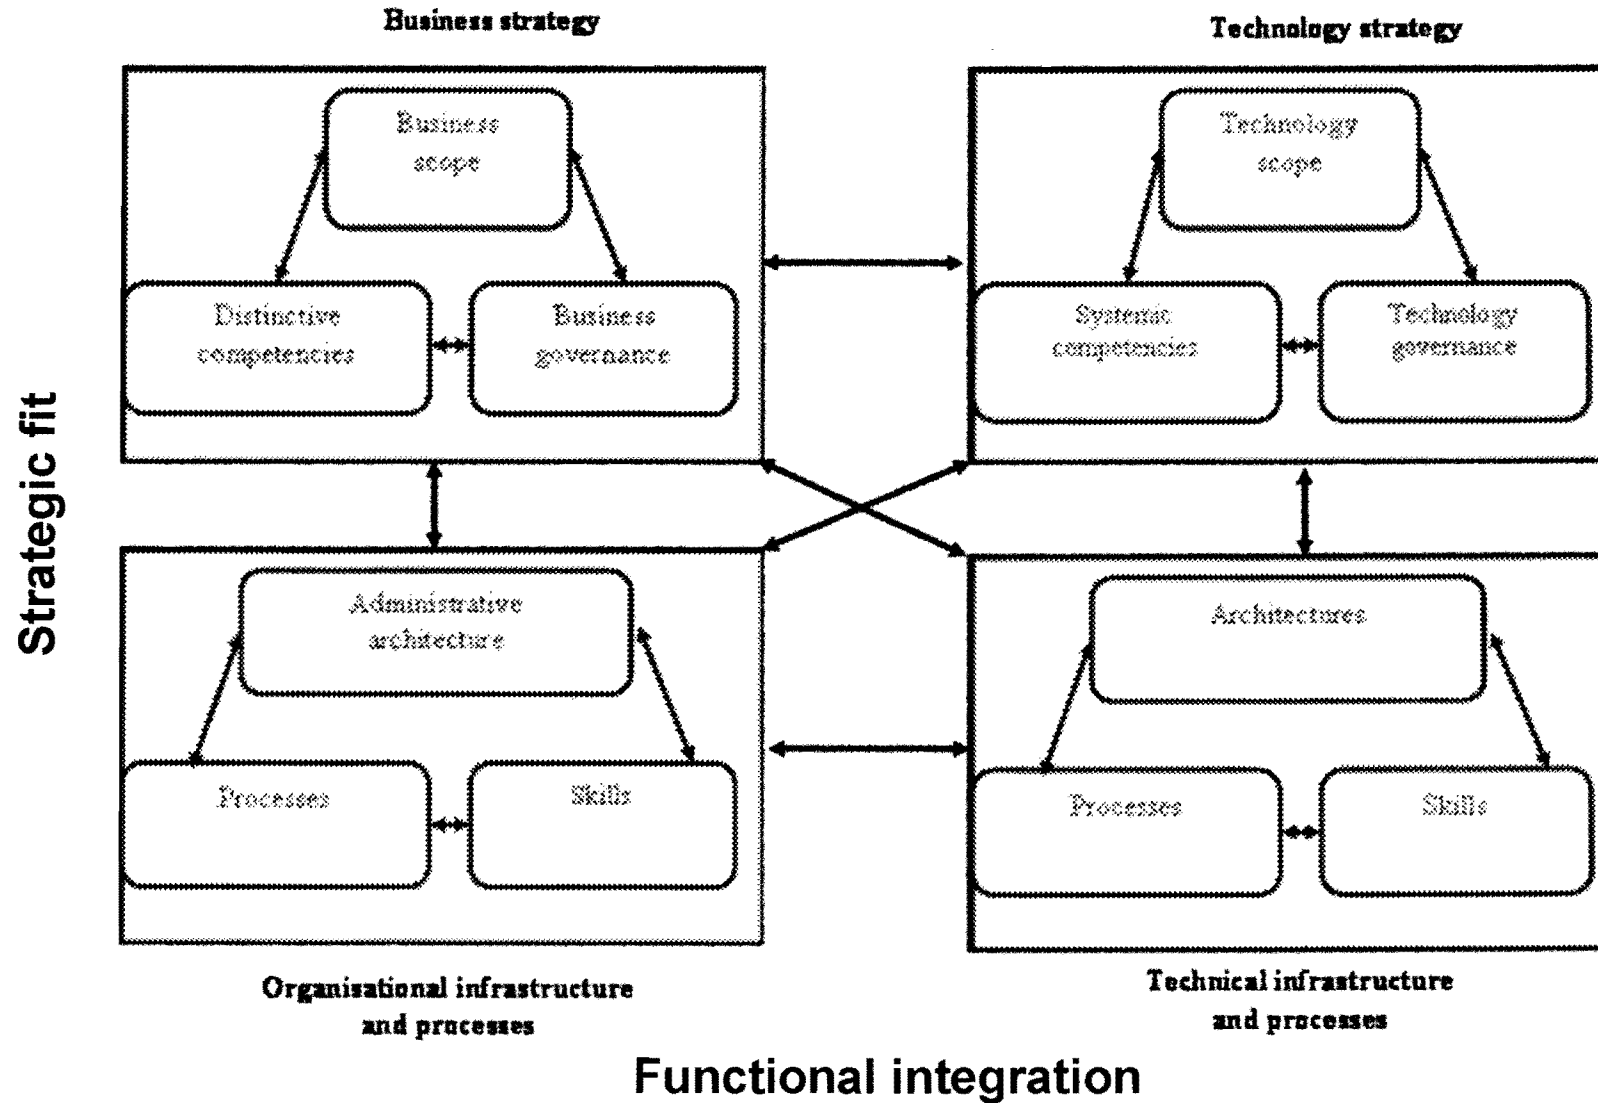 Business strategy
Technology strategy
Business
scope
Technology
scope
Distinctive
competencies
Business
governance
Systemic
competencies
Technology
governance
Strategic fit
Administrative
architecture
Architectures
Processes
Skills
Processes
Skills
Organisational infrastructure
and processes
Technical infrastructure
and processes
Functional integration